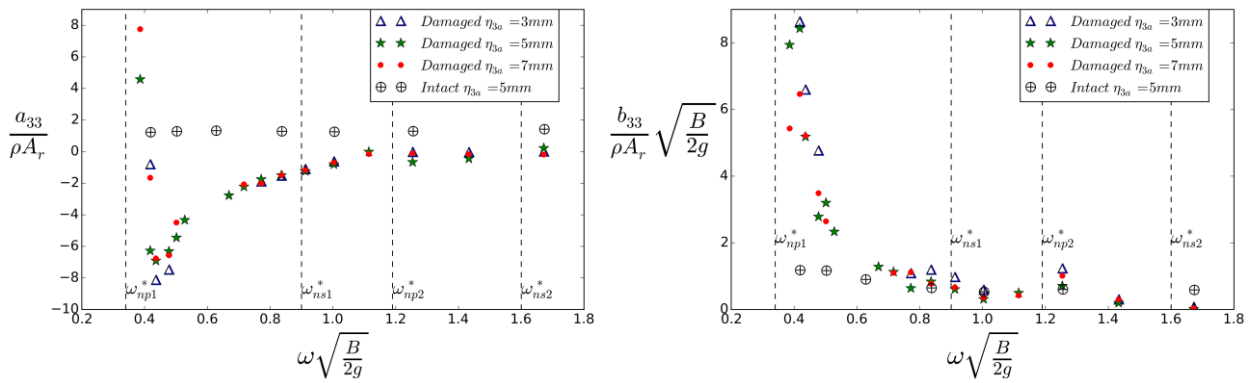 8
6
4
2
0
−2
−4
−6
−8
−10
0.2 0.4 0.6 0.8 1.0 1.2 1.4 1.6 1.8
a₃₃
ρAᵣ
ω√(B/2g)
Damaged η₃ₐ =3mm
Damaged η₃ₐ =5mm
Damaged η₃ₐ =7mm
Intact η₃ₐ =5mm
ω*ₙₚ₁ ω*ₙₛ₁ ω*ₙₚ₂ ω*ₙₛ₂
8
6
4
2
0
0.2 0.4 0.6 0.8 1.0 1.2 1.4 1.6 1.8
b₃₃/ρAᵣ √(B/2g)
ω√(B/2g)
Damaged η₃ₐ =3mm
Damaged η₃ₐ =5mm
Damaged η₃ₐ =7mm
Intact η₃ₐ =5mm
ω*ₙₚ₁ ω*ₙₛ₁ ω*ₙₚ₂ ω*ₙₛ₂